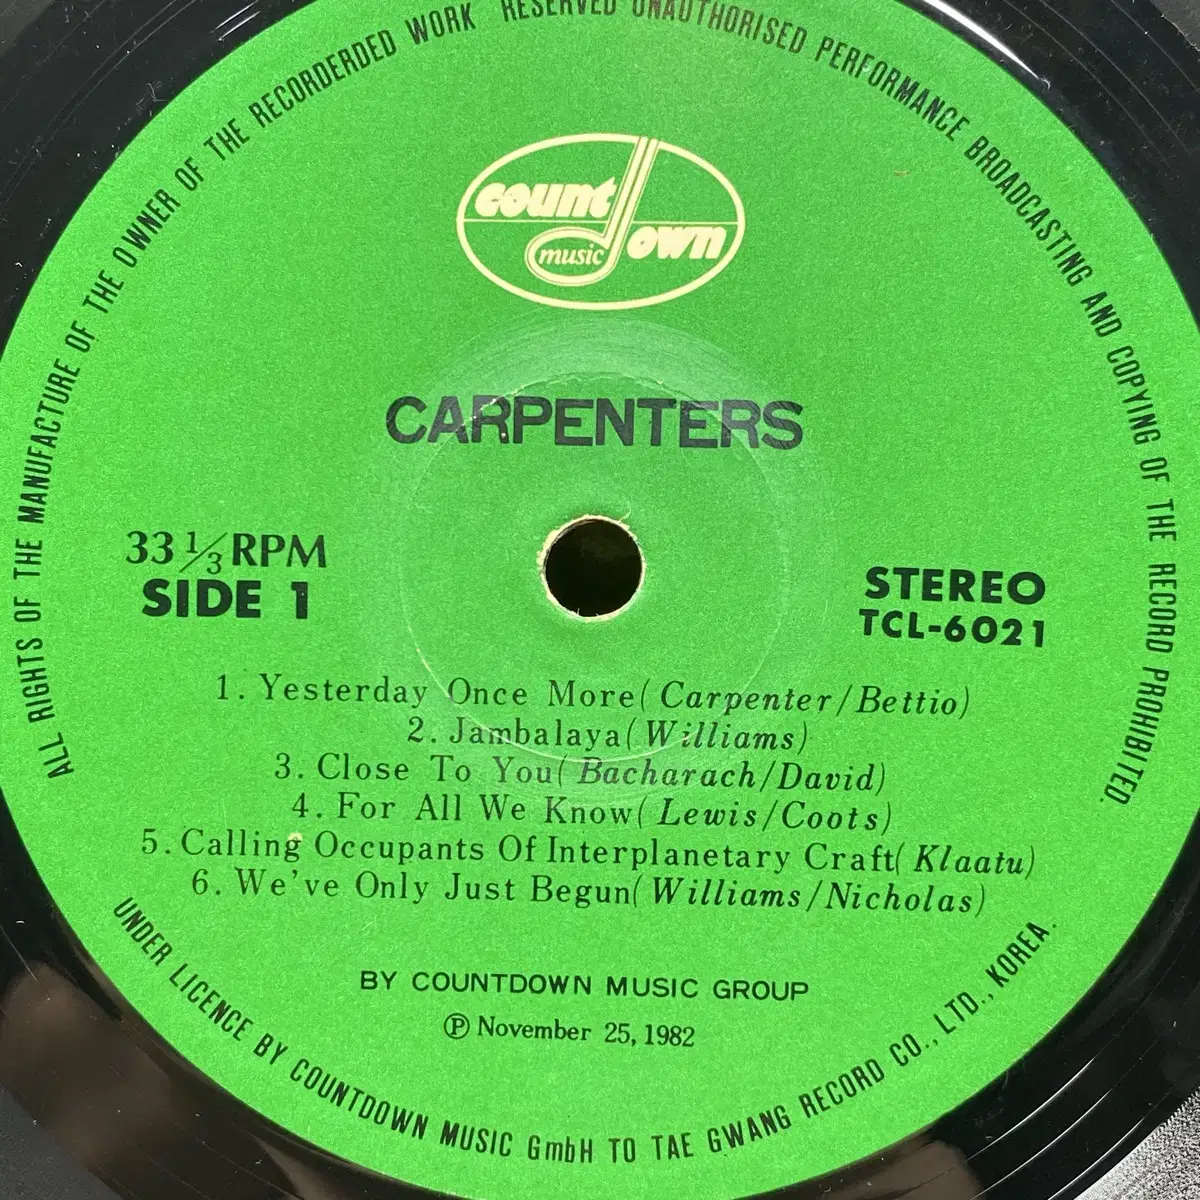 ALL RIGHTS OF THE MANUFACTURE OF THE OWNER OF THE RECORDERDED WORK RESERVED UNAUTHORISED PERFORMANCE BROADCASTING AND COPYING OF THE RECORD PROHIBITED.
count down
music
CARPENTERS
33 1/3 RPM
SIDE 1
STEREO
TCL-6021
1. Yesterday Once More(Carpenter/Bettio)
2. Jambalaya(Williams)
3. Close To You(Bacharach/David)
4. For All We Know(Lewis/Coots)
5. Calling Occupants Of Interplanetary Craft(Klaatu)
6. We've Only Just Begun(Williams/Nicholas)
BY COUNTDOWN MUSIC GROUP
Ⓟ November 25, 1982
UNDER LICENCE BY COUNTDOWN MUSIC GmbH TO TAE GWANG RECORD CO., LTD., KOREA.